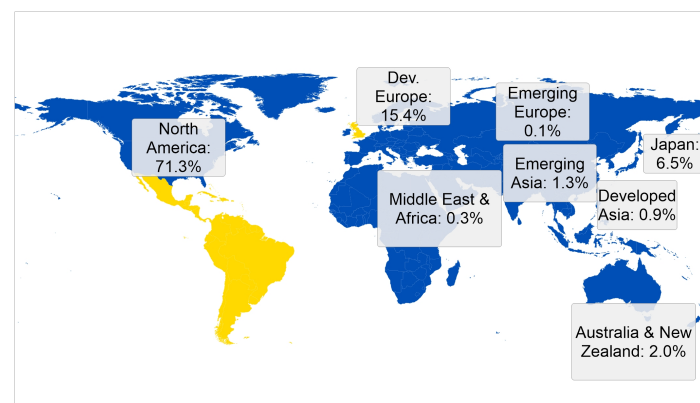 Dev.
Europe:
15.4%
Emerging
Europe:
0.1%
North
America:
71.3%
Japan:
6.5%
Emerging
Asia: 1.3%
Middle East &
Africa: 0.3%
Developed
Asia: 0.9%
Australia & New
Zealand: 2.0%